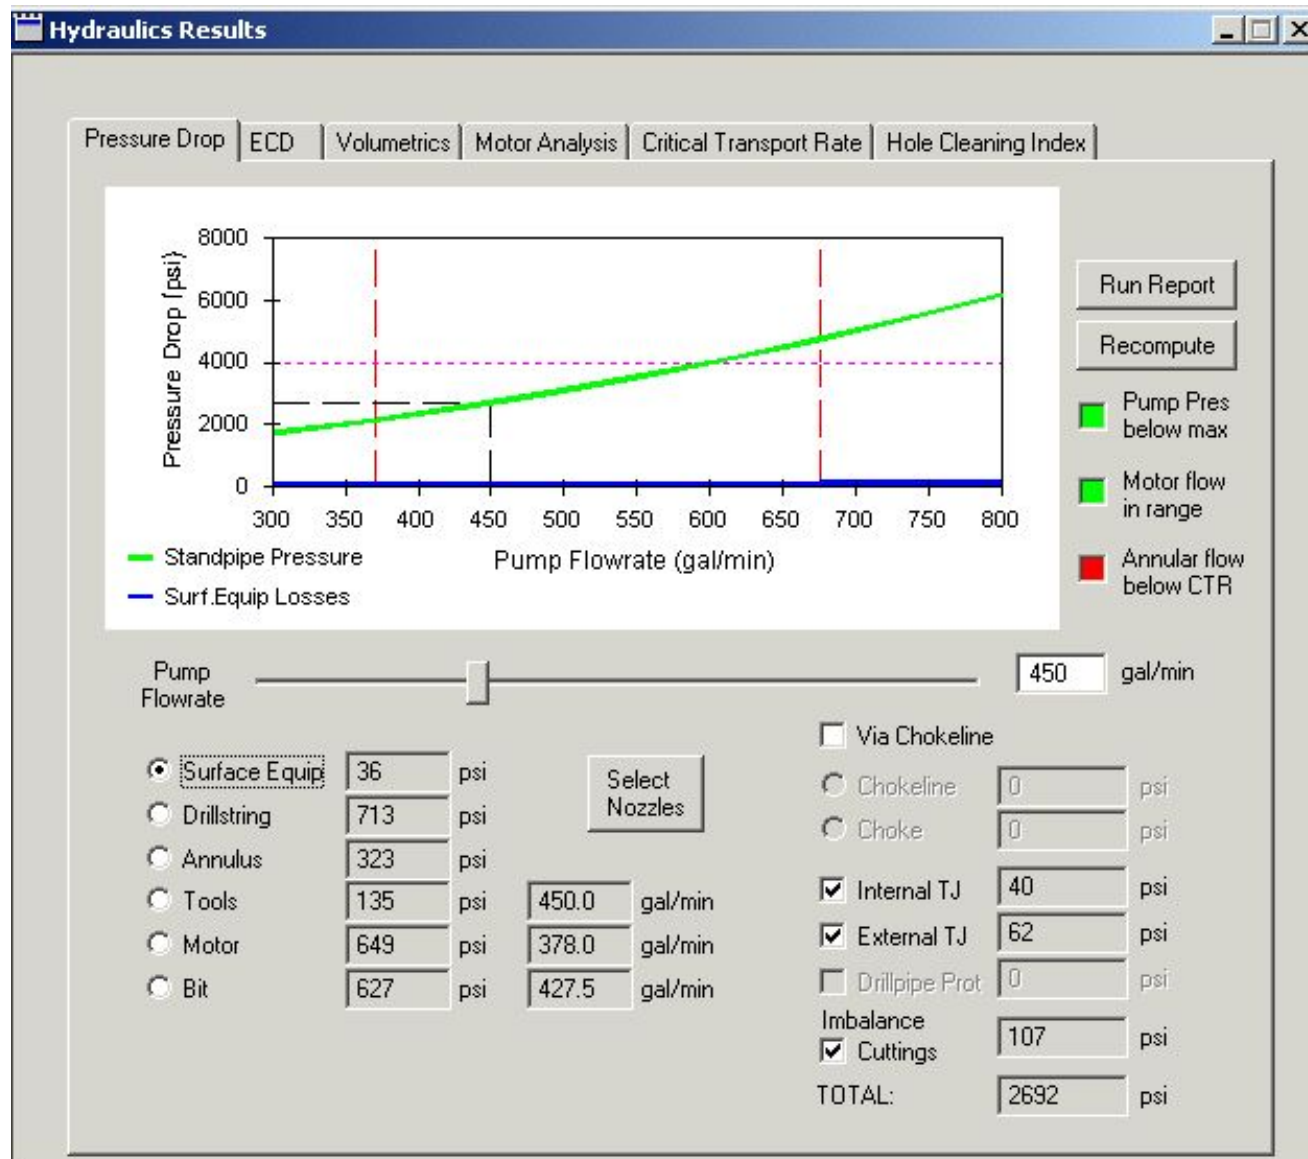 Hydraulics Results
Pressure Drop ECD Volumetrics Motor Analysis Critical Transport Rate Hole Cleaning Index
Pressure Drop (psi)
8000
6000
4000
2000
0
300 350 400 450 500 550 600 650 700 750 800
Pump Flowrate (gal/min)
Standpipe Pressure
Surf.Equip Losses
Run Report
Recompute
Pump Pres
below max
Motor flow
in range
Annular flow
below CTR
Pump
Flowrate
450 gal/min
Surface Equip 36 psi
Drillstring 713 psi
Annulus 323 psi
Tools 135 psi 450.0 gal/min
Motor 649 psi 378.0 gal/min
Bit 627 psi 427.5 gal/min
Select
Nozzles
Via Chokeline
Chokeline 0 psi
Choke 0 psi
Internal TJ 40 psi
External TJ 62 psi
Drillpipe Prot 0 psi
Imbalance
Cuttings 107 psi
TOTAL: 2692 psi